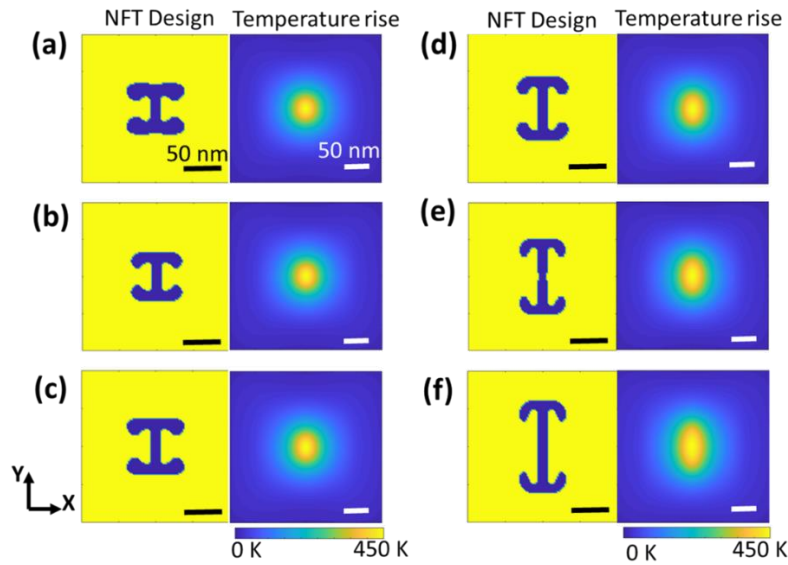 NFT Design Temperature rise
(a)
50 nm 50 nm
(b)
(c)
Y
X
0 K 450 K
NFT Design Temperature rise
(d)
(e)
(f)
0 K 450 K